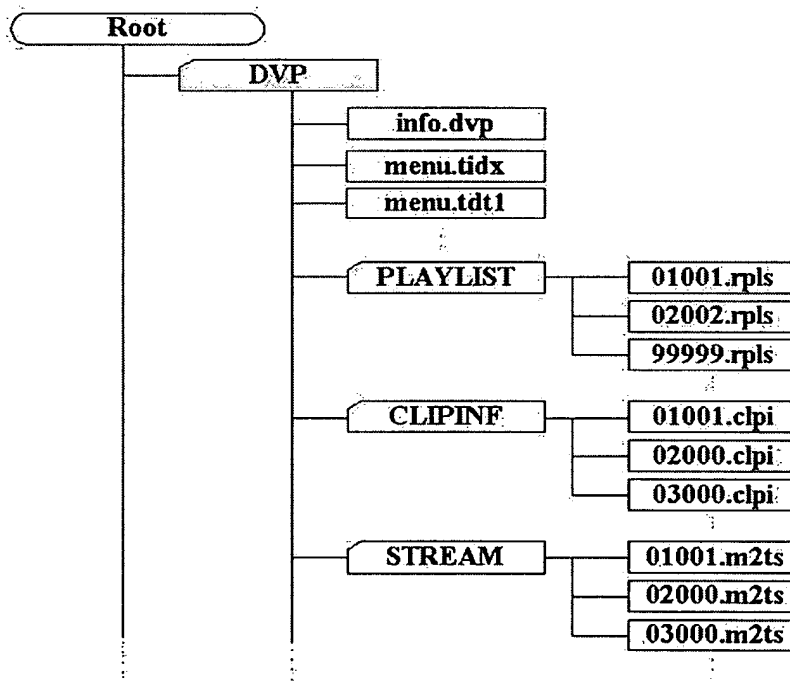 Root
DVP
info.dvp
menu.tidx
menu.tdt1
PLAYLIST
01001.rpls
02002.rpls
99999.rpls
CLIPINF
01001.clpi
02000.clpi
03000.clpi
STREAM
01001.m2ts
02000.m2ts
03000.m2ts